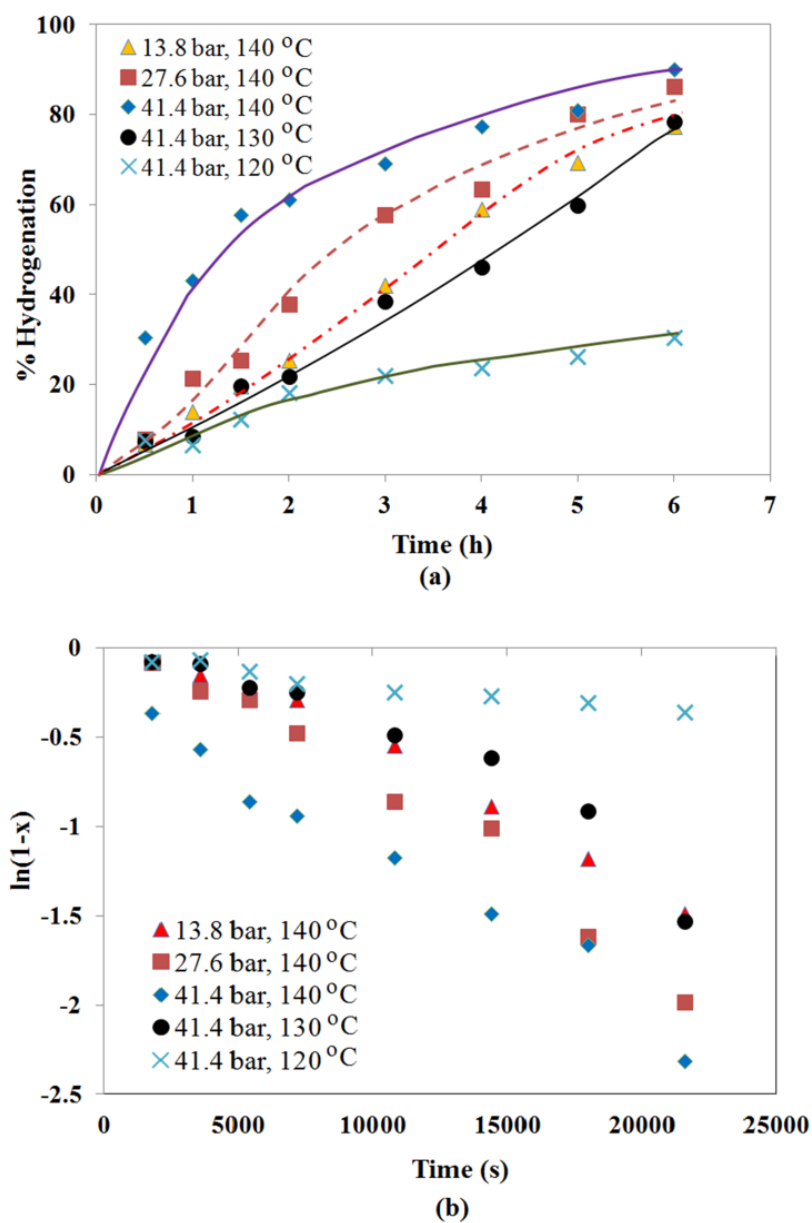 100
80
60
40
20
0
% Hydrogenation
13.8 bar, 140 °C
27.6 bar, 140 °C
41.4 bar, 140 °C
41.4 bar, 130 °C
41.4 bar, 120 °C
0 1 2 3 4 5 6 7
Time (h)
(a)
0
-0.5
-1
-1.5
-2
-2.5
ln(1-x)
13.8 bar, 140 °C
27.6 bar, 140 °C
41.4 bar, 140 °C
41.4 bar, 130 °C
41.4 bar, 120 °C
0 5000 10000 15000 20000 25000
Time (s)
(b)